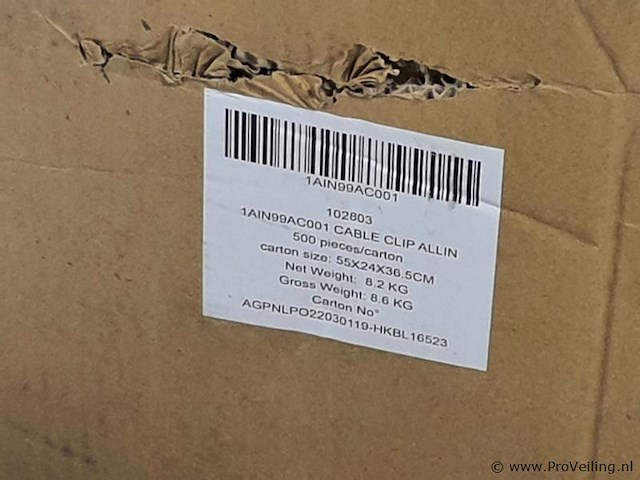 1AIN99AC001
102803
1AIN99AC001 CABLE CLIP ALLIN
500 pieces/carton
carton size: 55X24X36.5CM
Net Weight: 8.2 KG
Gross Weight: 8.6 KG
Carton No°
AGPNLPO22030119-HKBL16523
© www.ProVeiling.nl